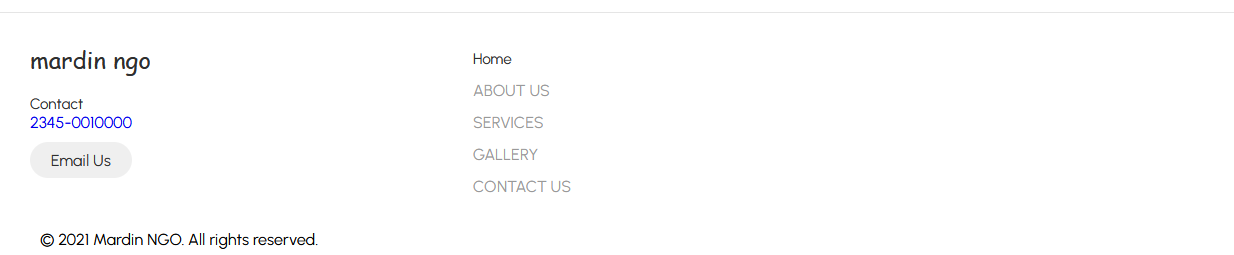 mardin ngo
Contact
2345-0010000
Email Us
Home
ABOUT US
SERVICES
GALLERY
CONTACT US
© 2021 Mardin NGO. All rights reserved.